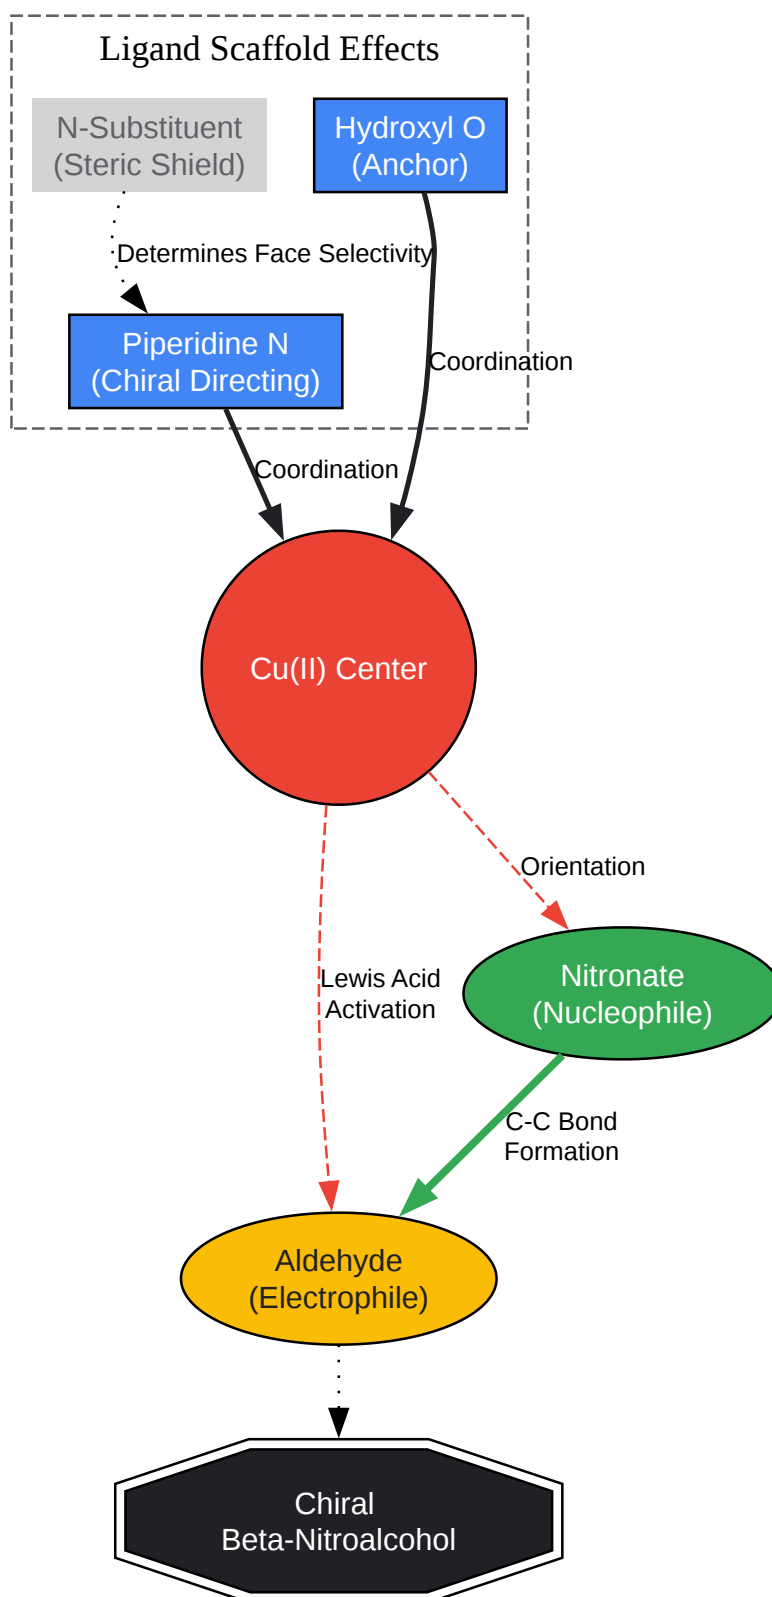 Ligand Scaffold Effects
N-Substituent
(Steric Shield)
Hydroxyl O
(Anchor)
Determines Face Selectivity
Piperidine N
(Chiral Directing)
Coordination
Coordination
Cu(II) Center
Orientation
Lewis Acid
Activation
Nitronate
(Nucleophile)
C-C Bond
Formation
Aldehyde
(Electrophile)
Chiral
Beta-Nitroalcohol